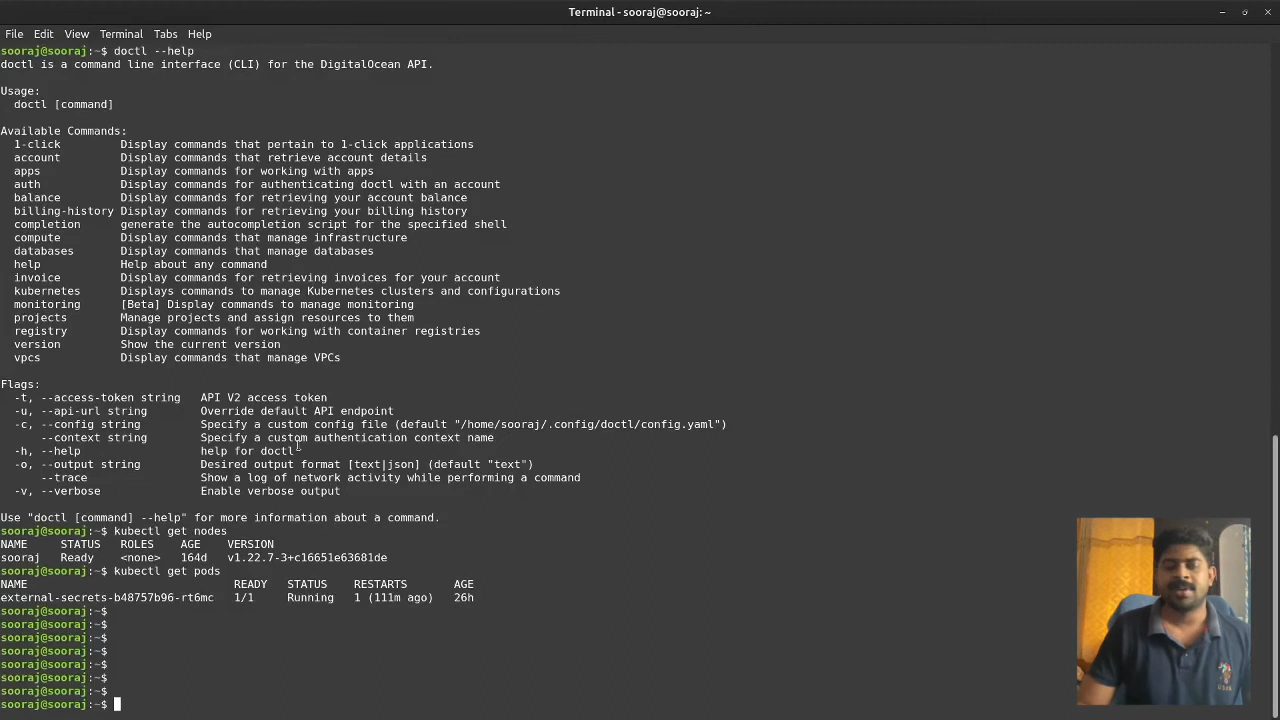 Terminal - sooraj@sooraj: ~
File Edit View Terminal Tabs Help
sooraj@sooraj:~$ doctl --help
doctl is a command line interface (CLI) for the DigitalOcean API.
Usage:
  doctl [command]
Available Commands:
  1-click         Display commands that pertain to 1-click applications
  account         Display commands that retrieve account details
  apps            Display commands for working with apps
  auth            Display commands for authenticating doctl with an account
  balance         Display commands for retrieving your account balance
  billing-history Display commands for retrieving your billing history
  completion      generate the autocompletion script for the specified shell
  compute         Display commands that manage infrastructure
  databases       Display commands that manage databases
  help            Help about any command
  invoice         Display commands for retrieving invoices for your account
  kubernetes      Displays commands to manage Kubernetes clusters and configurations
  monitoring      [Beta] Display commands to manage monitoring
  projects        Manage projects and assign resources to them
  registry        Display commands for working with container registries
  version         Show the current version
  vpcs            Display commands that manage VPCs
Flags:
  -t, --access-token string   API V2 access token
  -u, --api-url string        Override default API endpoint
  -c, --config string         Specify a custom config file (default "/home/sooraj/.config/doctl/config.yaml")
      --context string        Specify a custom authentication context name
  -h, --help                  help for doctl
  -o, --output string         Desired output format [text|json] (default "text")
      --trace                 Show a log of network activity while performing a command
  -v, --verbose               Enable verbose output
Use "doctl [command] --help" for more information about a command.
sooraj@sooraj:~$ kubectl get nodes
NAME     STATUS   ROLES    AGE    VERSION
sooraj   Ready    <none>   164d   v1.22.7-3+c16651e63681de
sooraj@sooraj:~$ kubectl get pods
NAME                               READY   STATUS    RESTARTS       AGE
external-secrets-b48757b96-rt6mc   1/1     Running   1 (111m ago)   26h
sooraj@sooraj:~$
sooraj@sooraj:~$
sooraj@sooraj:~$
sooraj@sooraj:~$
sooraj@sooraj:~$
sooraj@sooraj:~$
sooraj@sooraj:~$
sooraj@sooraj:~$